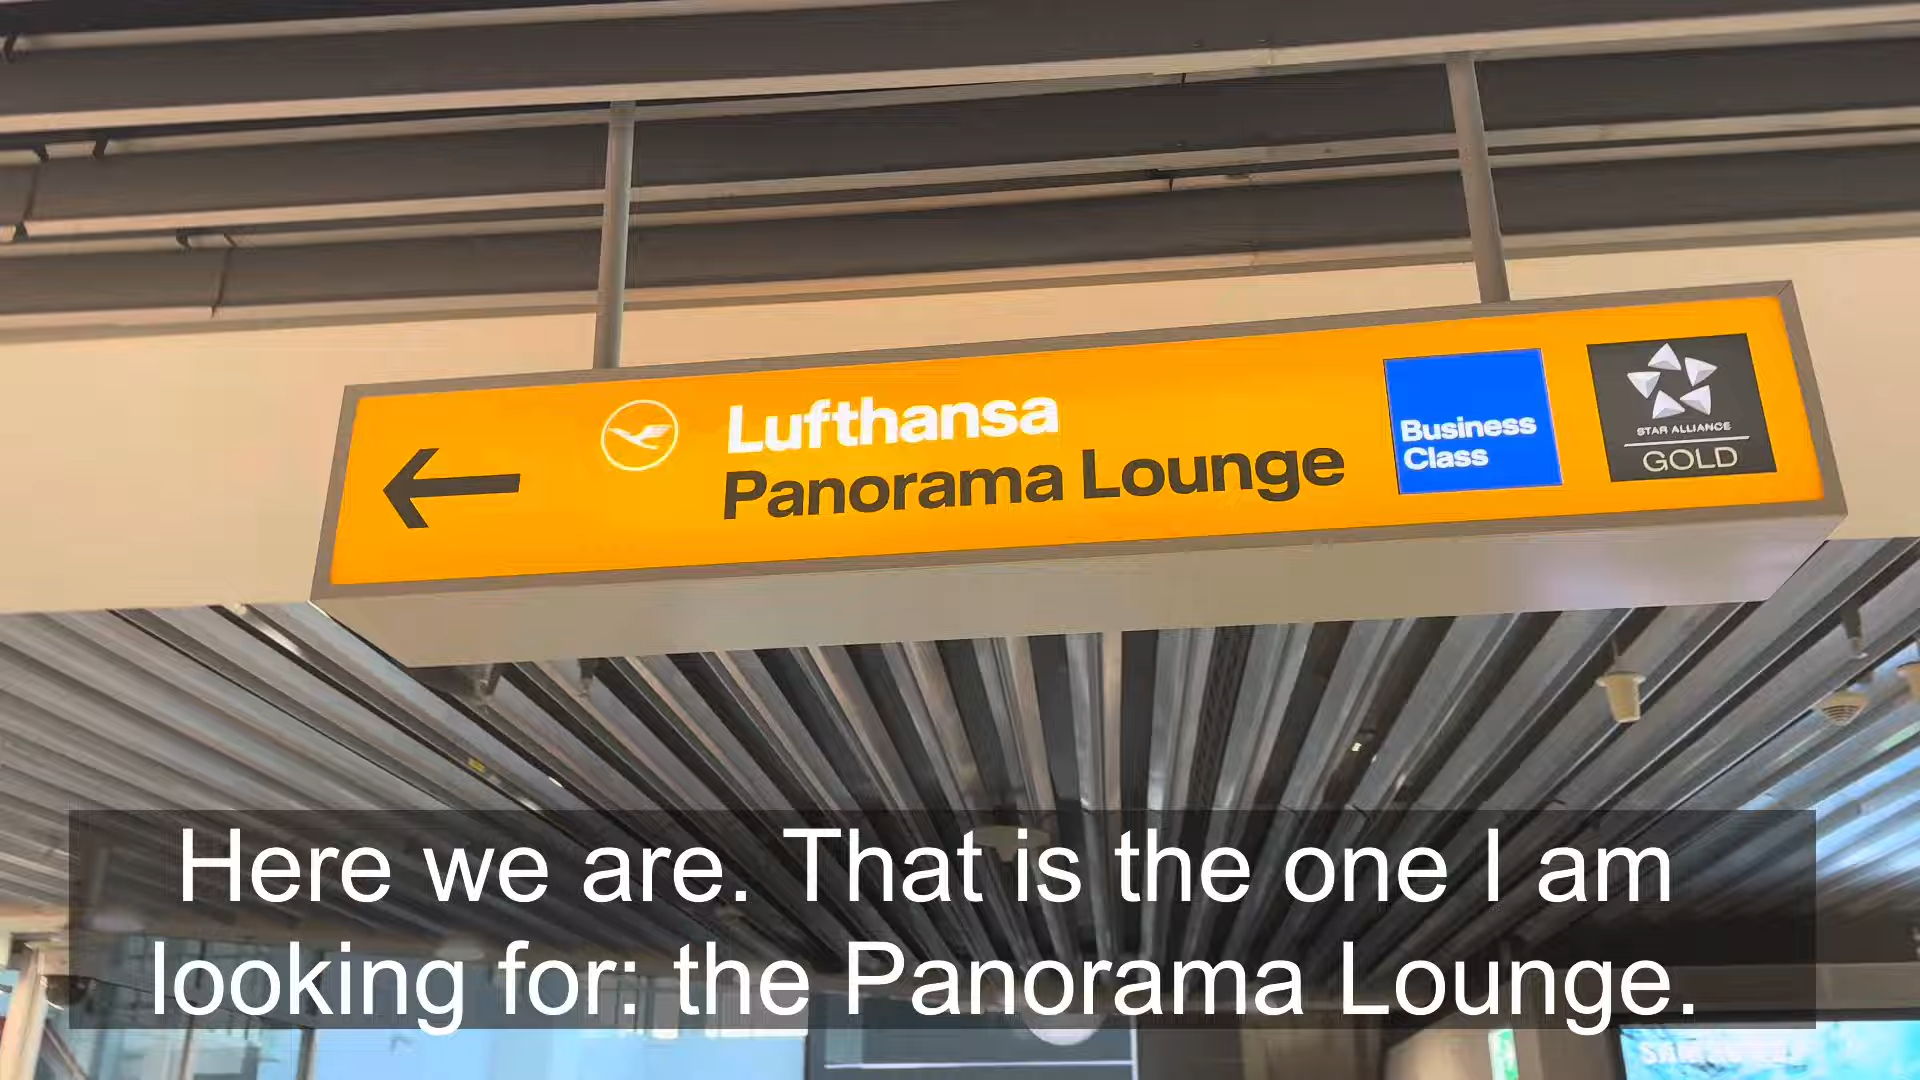 Lufthansa
Panorama Lounge
Business
Class
STAR ALLIANCE
GOLD
Here we are. That is the one I am
looking for: the Panorama Lounge.
SAMSUNG